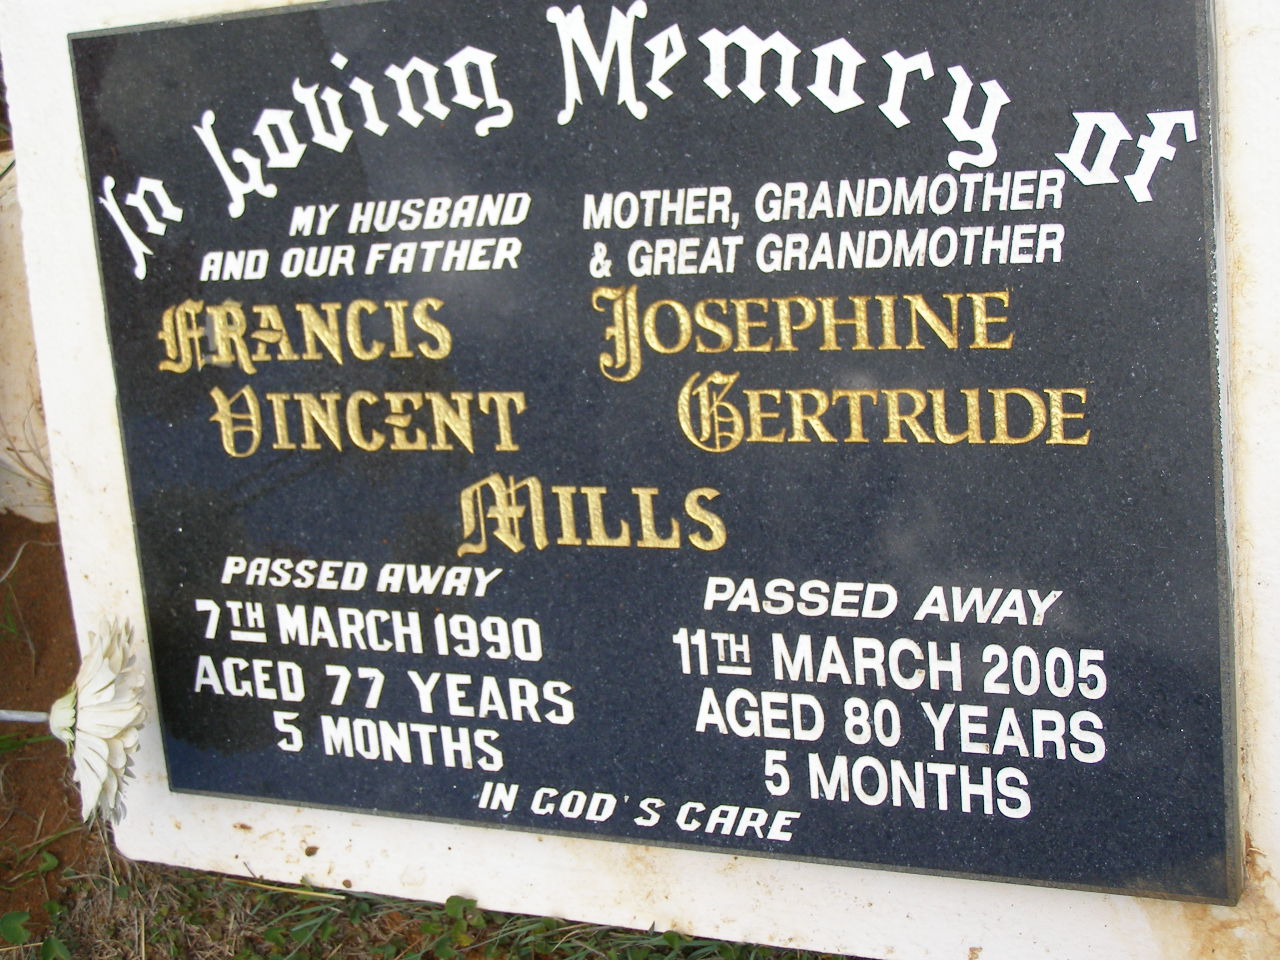 In Loving Memory of
MY HUSBAND
AND OUR FATHER
FRANCIS
VINCENT
MOTHER, GRANDMOTHER
& GREAT GRANDMOTHER
JOSEPHINE
GERTRUDE
MILLS
PASSED AWAY
7TH MARCH 1990
AGED 77 YEARS
5 MONTHS
PASSED AWAY
11TH MARCH 2005
AGED 80 YEARS
5 MONTHS
IN GOD'S CARE